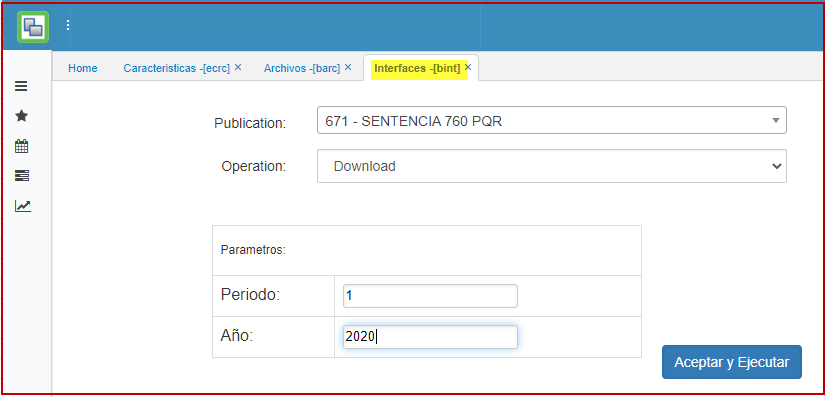 Home Caracteristicas -[ecrc] × Archivos -[barc] × Interfaces -[bint] ×
Publication: 671 - SENTENCIA 760 PQR
Operation: Download
Parametros:
Periodo: 1
Año: 2020
Aceptar y Ejecutar